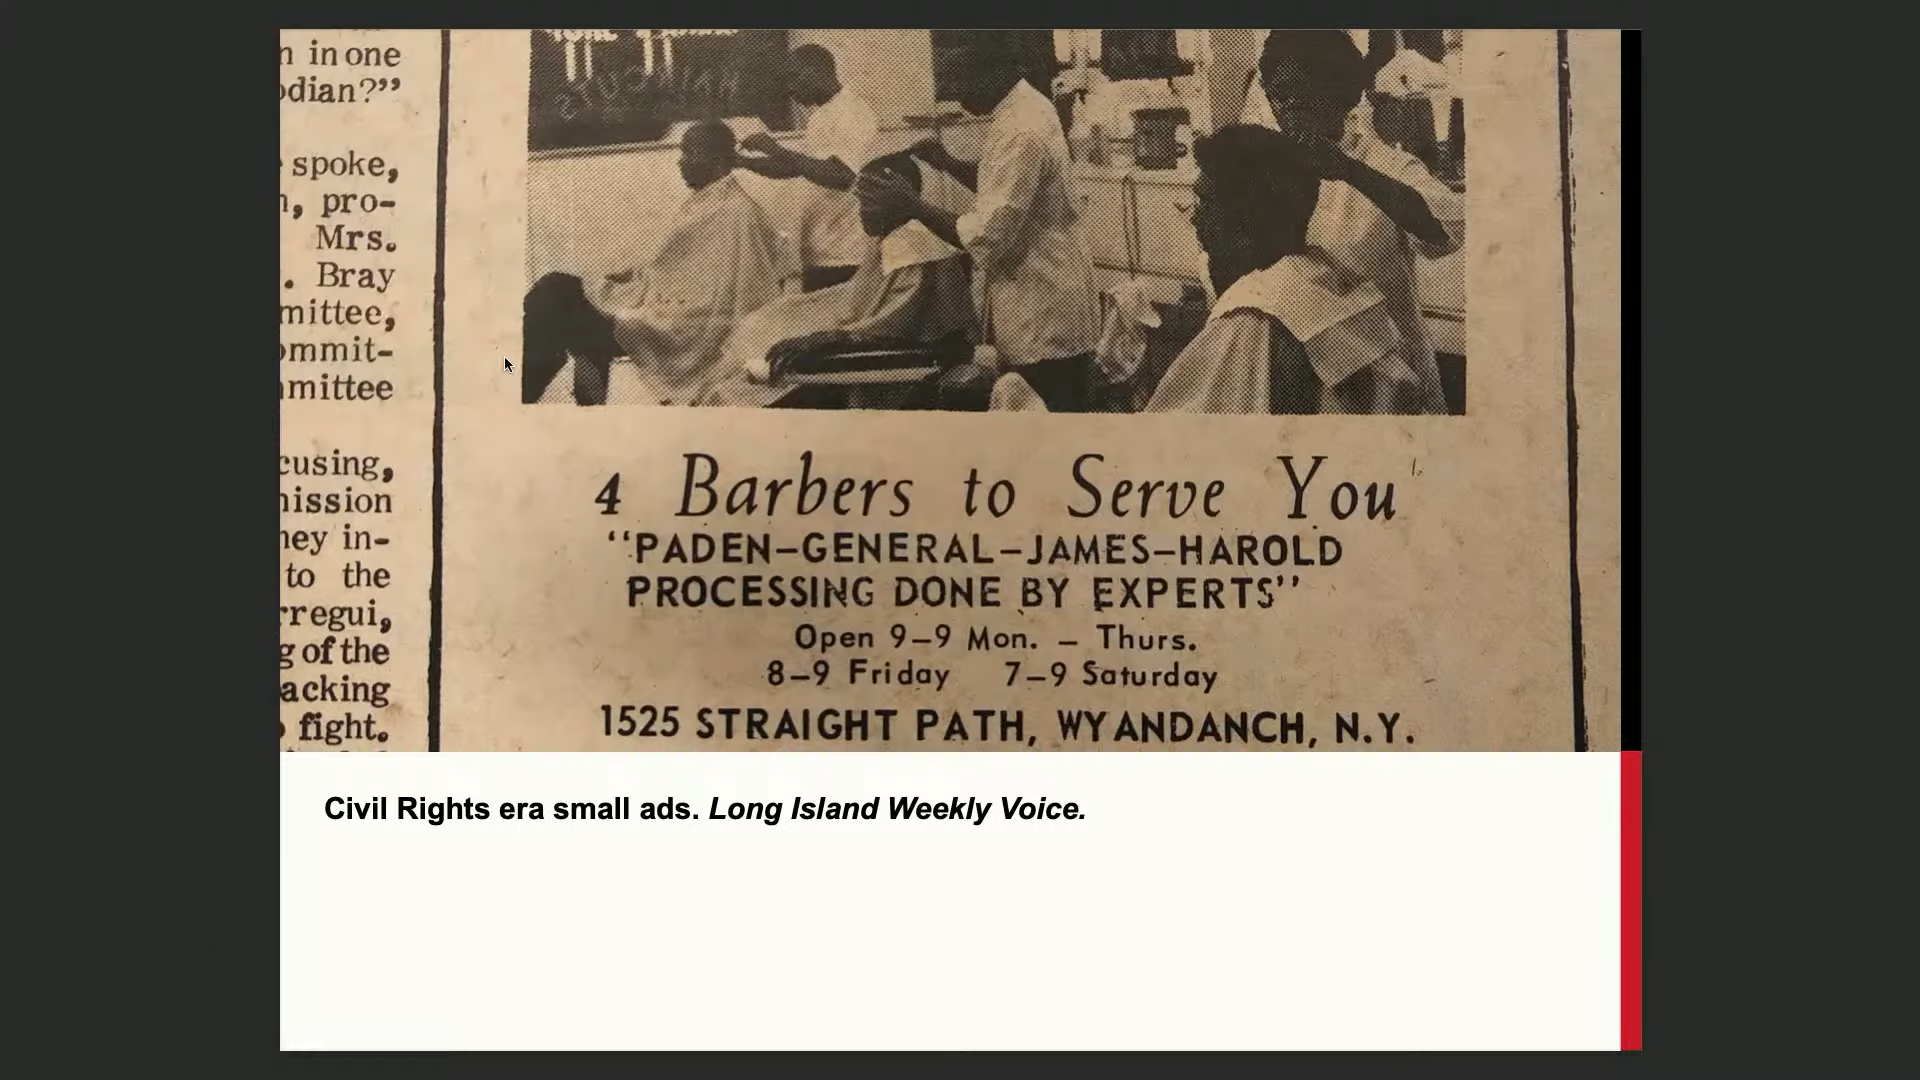 in one
odian?”
spoke,
pro-
Mrs.
. Bray
mittee,
ommit-
mittee
cusing,
nission
ney in-
to the
rregui,
g of the
acking
fight.
4 Barbers to Serve You
“PADEN–GENERAL–JAMES–HAROLD
PROCESSING DONE BY EXPERTS”
Open 9–9 Mon. – Thurs.
8–9 Friday 7–9 Saturday
1525 STRAIGHT PATH, WYANDANCH, N.Y.
Civil Rights era small ads. Long Island Weekly Voice.